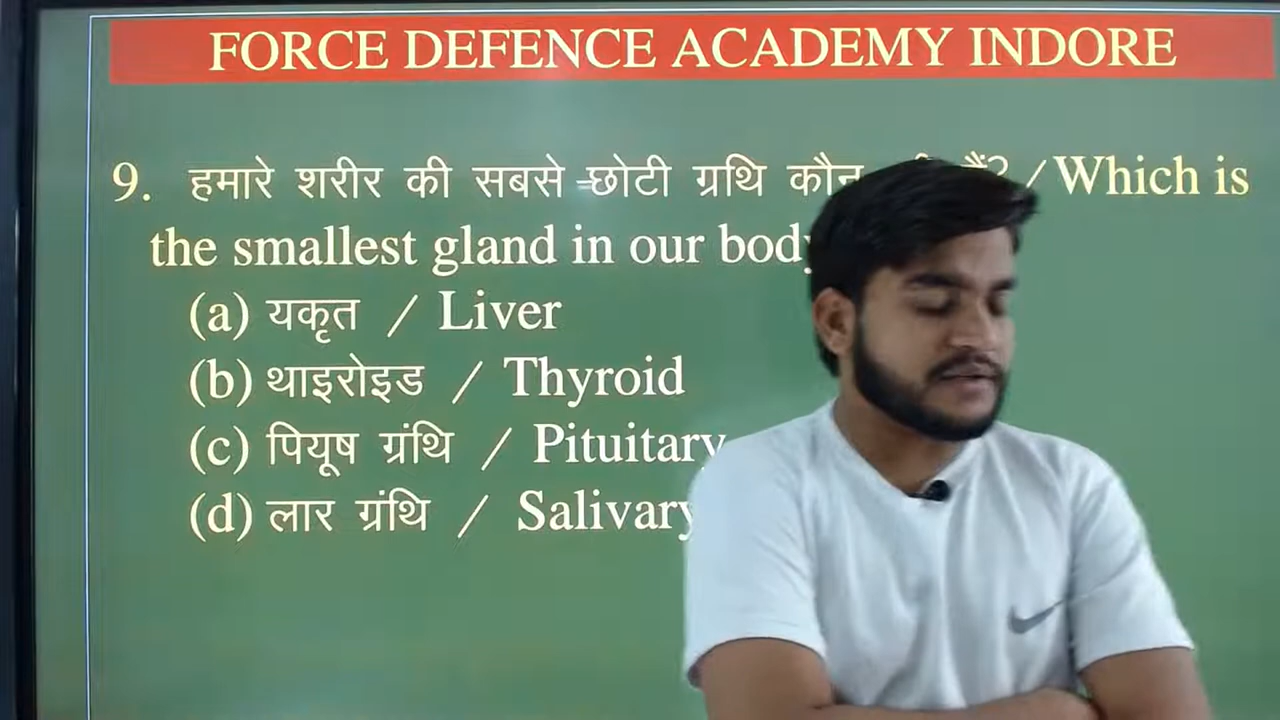 FORCE DEFENCE ACADEMY INDORE
9. हमारे शरीर की सबसे छोटी ग्रथि कौन / Which is
the smallest gland in our body
(a) यकृत / Liver
(b) थाइरोइड / Thyroid
(c) पियूष ग्रंथि / Pituitary
(d) लार ग्रंथि / Salivary